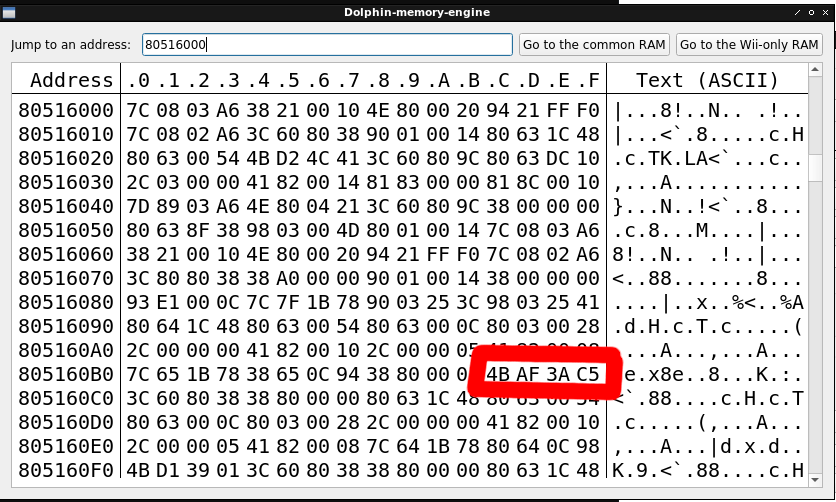 Dolphin-memory-engine
Jump to an address: 80516000 Go to the common RAM Go to the Wii-only RAM
Address .0 .1 .2 .3 .4 .5 .6 .7 .8 .9 .A .B .C .D .E .F Text (ASCII)
80516000 7C 08 03 A6 38 21 00 10 4E 80 00 20 94 21 FF F0 |...8!..N.. .!..
80516010 7C 08 02 A6 3C 60 80 38 90 01 00 14 80 63 1C 48 |...<`.8.....c.H
80516020 80 63 00 54 4B D2 4C 41 3C 60 80 9C 80 63 DC 10 .c.TK.LA<`...c..
80516030 2C 03 00 00 41 82 00 14 81 83 00 00 81 8C 00 10 ,...A...........
80516040 7D 89 03 A6 4E 80 04 21 3C 60 80 9C 38 00 00 00 }...N..!<`..8...
80516050 80 63 8F 38 98 03 00 4D 80 01 00 14 7C 08 03 A6 .c.8...M....|...
80516060 38 21 00 10 4E 80 00 20 94 21 FF F0 7C 08 02 A6 8!..N.. .!..|...
80516070 3C 80 80 38 38 A0 00 00 90 01 00 14 38 00 00 00 <..88.......8...
80516080 93 E1 00 0C 7C 7F 1B 78 90 03 25 3C 98 03 25 41 ....|..x..%<..%A
80516090 80 64 1C 48 80 63 00 54 80 63 00 0C 80 03 00 28 .d.H.c.T.c.....(
805160A0 2C 00 00 00 41 82 00 10 2C 00 00 05 41 82 00 08 ,...A...,...A...
805160B0 7C 65 1B 78 38 65 0C 94 38 80 00 4B AF 3A C5 |e.x8e..8...K.:.
805160C0 3C 60 80 38 38 80 00 00 80 63 1C 48 80 63 00 54 <`.88....c.H.c.T
805160D0 80 63 00 0C 80 03 00 28 2C 00 00 00 41 82 00 10 .c.....(,...A...
805160E0 2C 00 00 05 41 82 00 08 7C 64 1B 78 80 64 0C 98 ,...A...|d.x.d..
805160F0 4B D1 39 01 3C 60 80 38 38 80 00 00 80 63 1C 48 K.9.<`.88....c.H